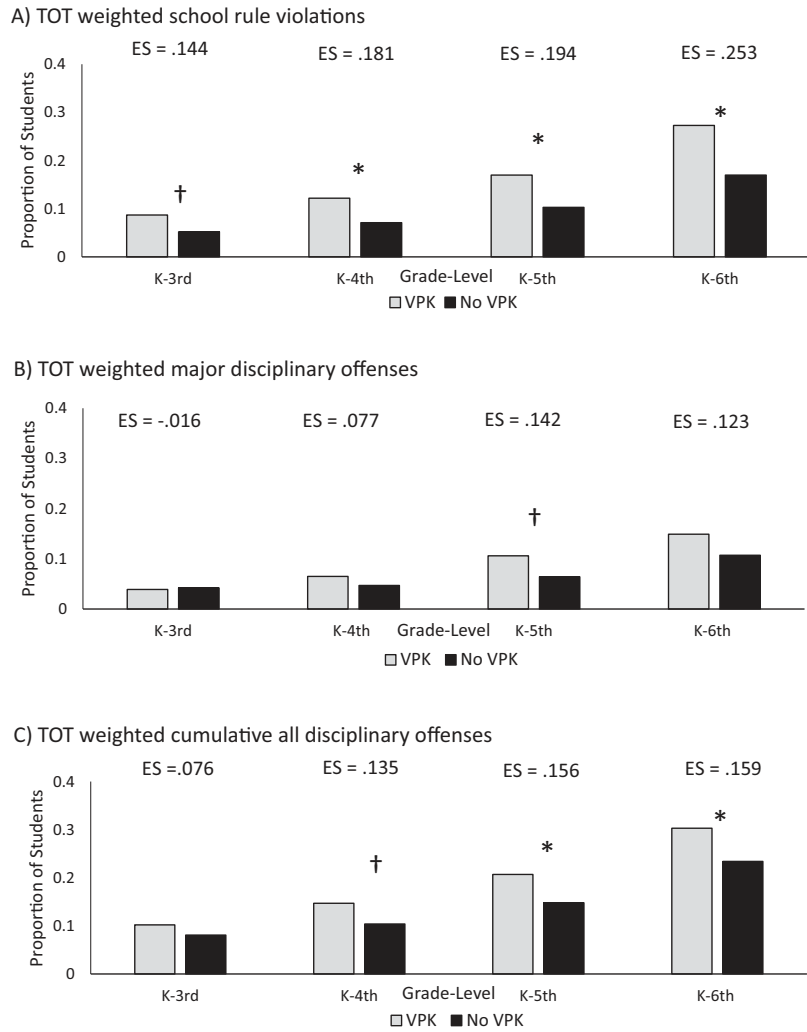 A) TOT weighted school rule violations
ES = .144 ES = .181 ES = .194 ES = .253
0.4
0.3
0.2
0.1
0
Proportion of Students
† * * *
K-3rd K-4th Grade-Level K-5th K-6th
VPK No VPK
B) TOT weighted major disciplinary offenses
ES = -.016 ES = .077 ES = .142 ES = .123
0.4
0.3
0.2
0.1
0
Proportion of Students
†
K-3rd K-4th Grade-Level K-5th K-6th
VPK No VPK
C) TOT weighted cumulative all disciplinary offenses
ES =.076 ES = .135 ES = .156 ES = .159
0.4
0.3
0.2
0.1
0
Proportion of Students
† * *
K-3rd K-4th Grade-Level K-5th K-6th
VPK No VPK